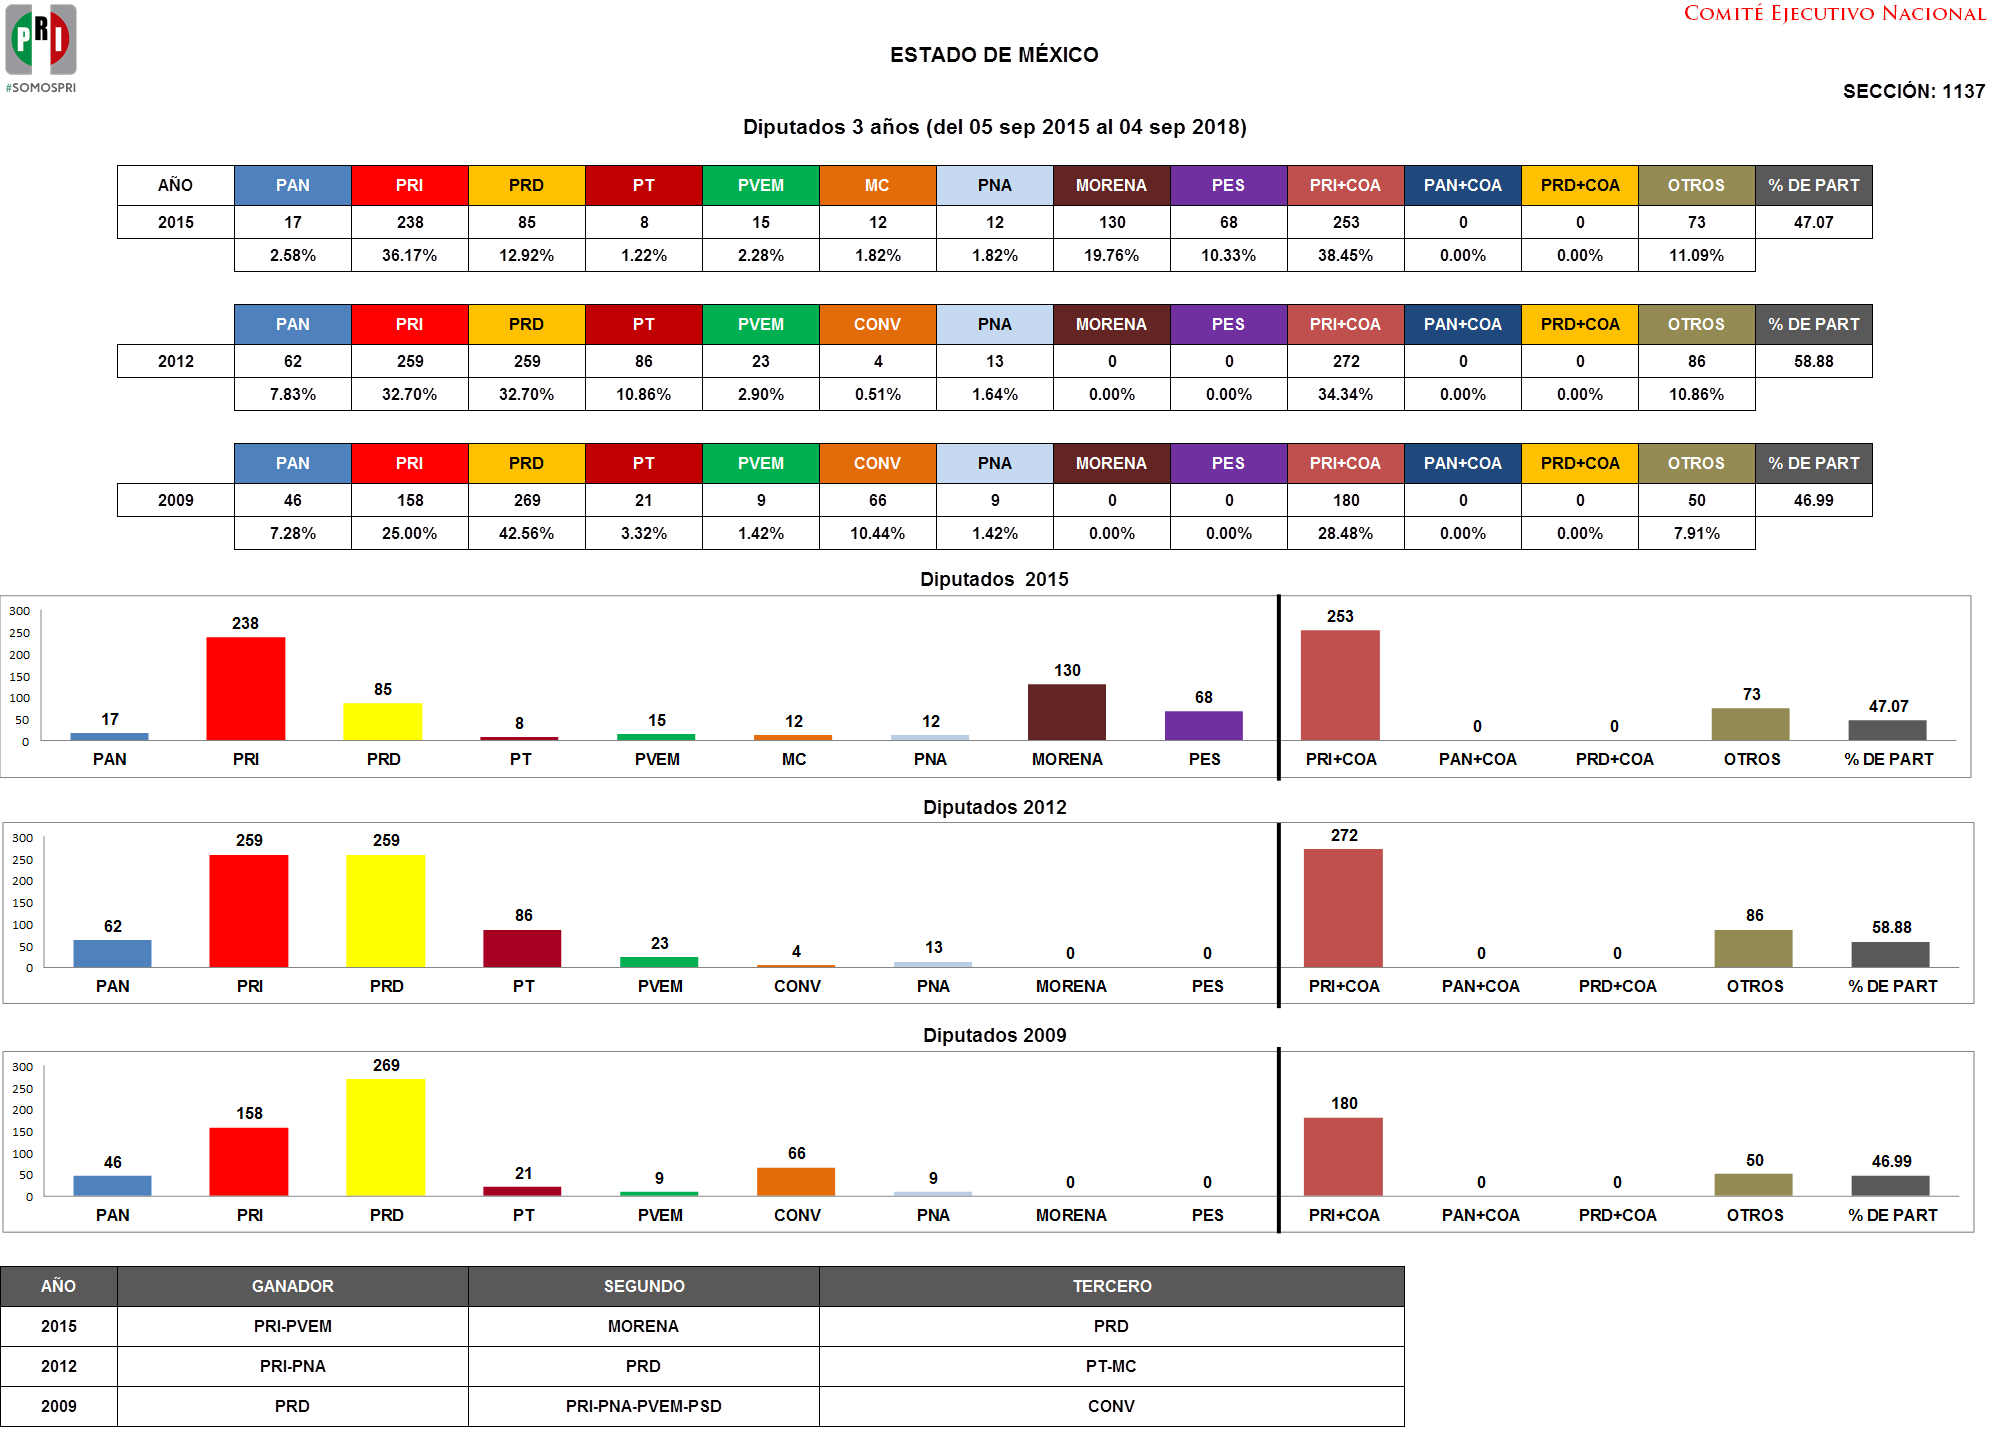 PRI
#SOMOSPRI
COMITÉ EJECUTIVO NACIONAL
ESTADO DE MÉXICO
SECCIÓN: 1137
Diputados 3 años (del 05 sep 2015 al 04 sep 2018)
AÑO PAN PRI PRD PT PVEM MC PNA MORENA PES PRI+COA PAN+COA PRD+COA OTROS % DE PART
2015 17 238 85 8 15 12 12 130 68 253 0 0 73 47.07
2.58% 36.17% 12.92% 1.22% 2.28% 1.82% 1.82% 19.76% 10.33% 38.45% 0.00% 0.00% 11.09%
PAN PRI PRD PT PVEM CONV PNA MORENA PES PRI+COA PAN+COA PRD+COA OTROS % DE PART
2012 62 259 259 86 23 4 13 0 0 272 0 0 86 58.88
7.83% 32.70% 32.70% 10.86% 2.90% 0.51% 1.64% 0.00% 0.00% 34.34% 0.00% 0.00% 10.86%
PAN PRI PRD PT PVEM CONV PNA MORENA PES PRI+COA PAN+COA PRD+COA OTROS % DE PART
2009 46 158 269 21 9 66 9 0 0 180 0 0 50 46.99
7.28% 25.00% 42.56% 3.32% 1.42% 10.44% 1.42% 0.00% 0.00% 28.48% 0.00% 0.00% 7.91%
Diputados 2015
300
250
200
150
100
50
0
17 238 85 8 15 12 12 130 68 253 0 0 73 47.07
PAN PRI PRD PT PVEM MC PNA MORENA PES PRI+COA PAN+COA PRD+COA OTROS % DE PART
Diputados 2012
300
250
200
150
100
50
0
62 259 259 86 23 4 13 0 0 272 0 0 86 58.88
PAN PRI PRD PT PVEM CONV PNA MORENA PES PRI+COA PAN+COA PRD+COA OTROS % DE PART
Diputados 2009
300
250
200
150
100
50
0
46 158 269 21 9 66 9 0 0 180 0 0 50 46.99
PAN PRI PRD PT PVEM CONV PNA MORENA PES PRI+COA PAN+COA PRD+COA OTROS % DE PART
AÑO GANADOR SEGUNDO TERCERO
2015 PRI-PVEM MORENA PRD
2012 PRI-PNA PRD PT-MC
2009 PRD PRI-PNA-PVEM-PSD CONV